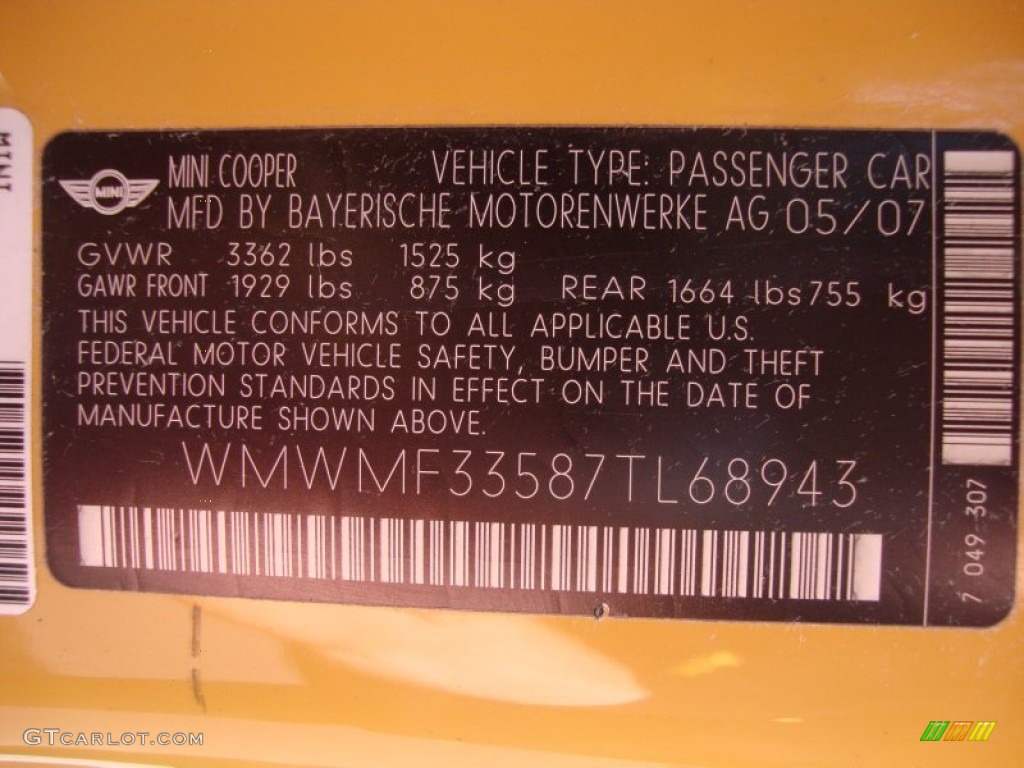 MINI
MINI
MINI COOPER VEHICLE TYPE: PASSENGER CAR
MFD BY BAYERISCHE MOTORENWERKE AG 05/07
GVWR 3362 lbs 1525 kg
GAWR FRONT 1929 lbs 875 kg REAR 1664 lbs 755 kg
THIS VEHICLE CONFORMS TO ALL APPLICABLE U.S.
FEDERAL MOTOR VEHICLE SAFETY, BUMPER AND THEFT
PREVENTION STANDARDS IN EFFECT ON THE DATE OF
MANUFACTURE SHOWN ABOVE.
WMWMF33587TL68943
7 049-307
GTCARLOT.COM